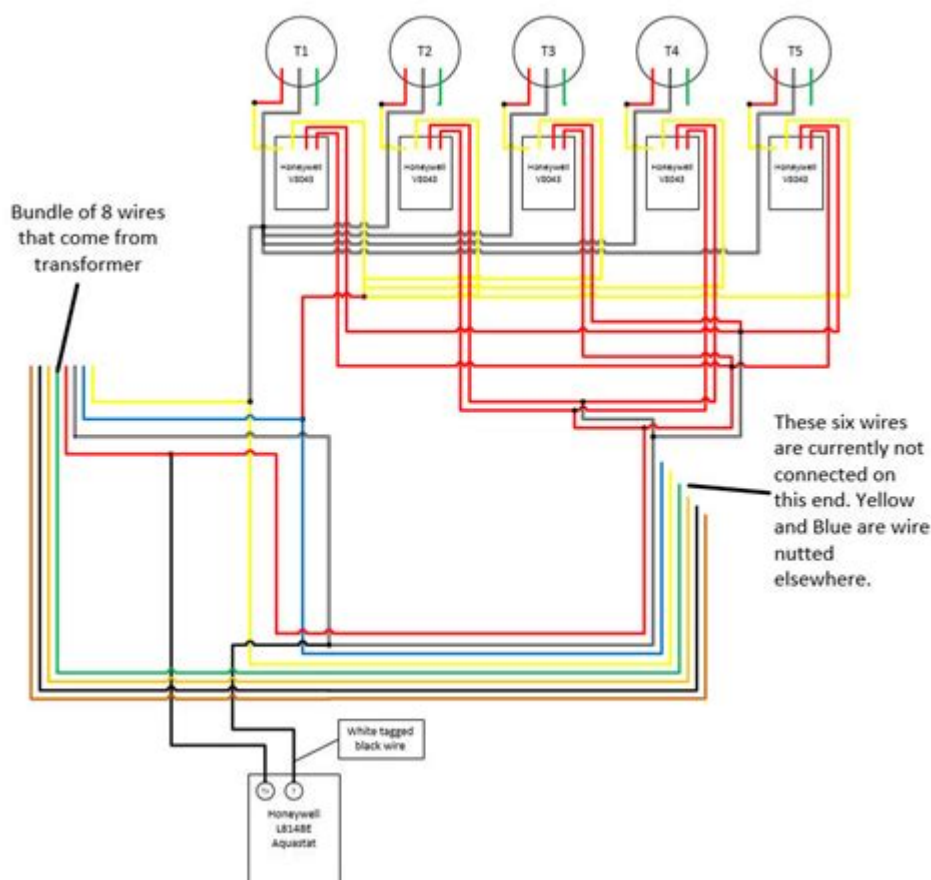 T1
T2
T3
T4
T5
Honeywell
V8043
Honeywell
V8043
Honeywell
V8043
Honeywell
V8043
Honeywell
V8043
Bundle of 8 wires
that come from
transformer
These six wires
are currently not
connected on
this end. Yellow
and Blue are wire
nutted
elsewhere.
White tagged
black wire
T
Honeywell
L8148E
Aquastat